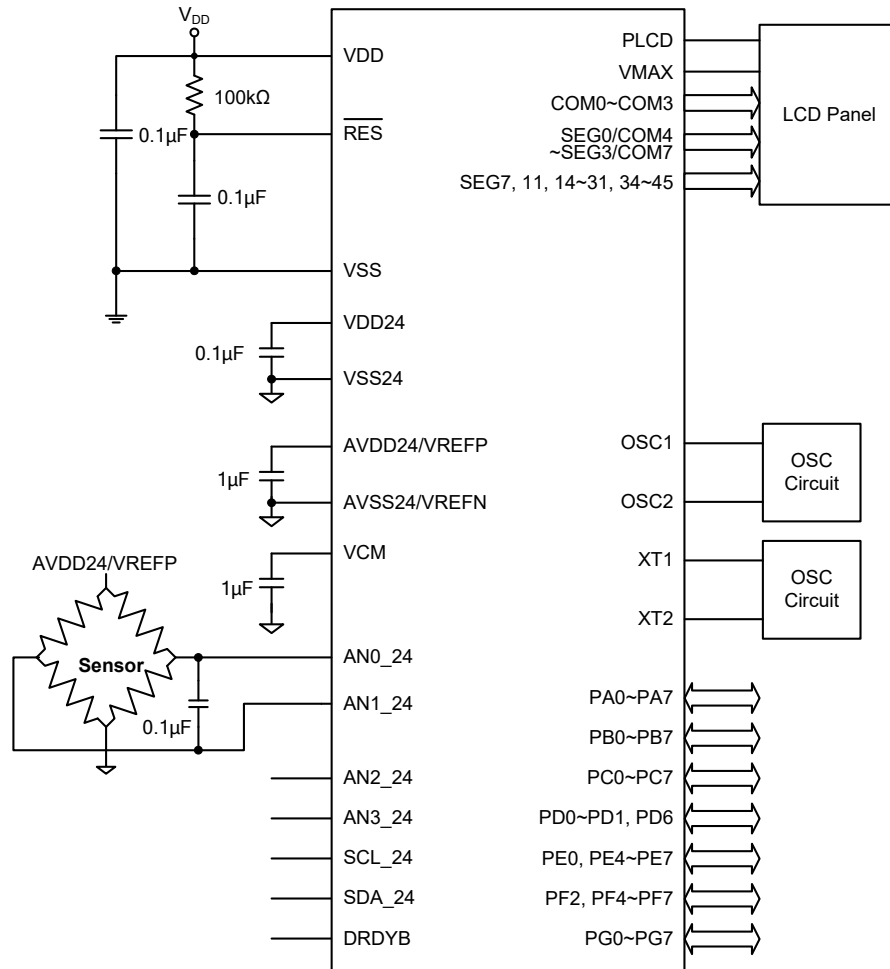 VDD
VDD
100kΩ
0.1µF
RES
0.1µF
VSS
VDD24
0.1µF
VSS24
AVDD24/VREFP
1µF
AVSS24/VREFN
VCM
AVDD24/VREFP
1µF
Sensor
AN0_24
AN1_24
0.1µF
AN2_24
AN3_24
SCL_24
SDA_24
DRDYB
PLCD
VMAX
COM0~COM3
SEG0/COM4
~SEG3/COM7
SEG7, 11, 14~31, 34~45
LCD Panel
OSC1
OSC2
OSC
Circuit
XT1
XT2
OSC
Circuit
PA0~PA7
PB0~PB7
PC0~PC7
PD0~PD1, PD6
PE0, PE4~PE7
PF2, PF4~PF7
PG0~PG7